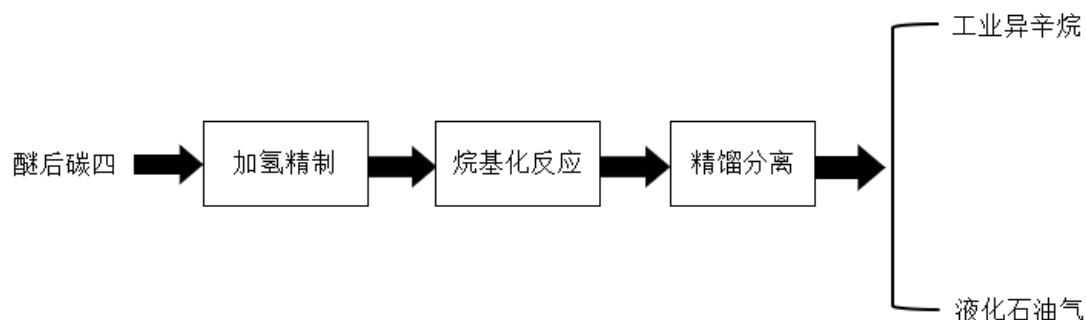 工业异辛烷
醚后碳四
加氢精制
烷基化反应
精馏分离
液化石油气